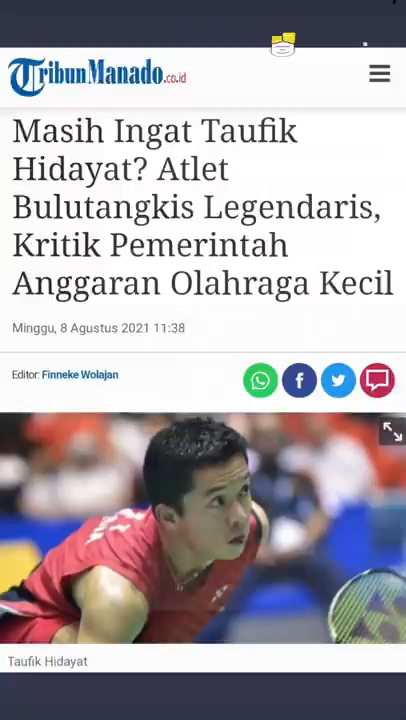 TribunManado.co.id
Masih Ingat Taufik
Hidayat? Atlet
Bulutangkis Legendaris,
Kritik Pemerintah
Anggaran Olahraga Kecil
Minggu, 8 Agustus 2021 11:38
Editor: Finneke Wolajan
Taufik Hidayat